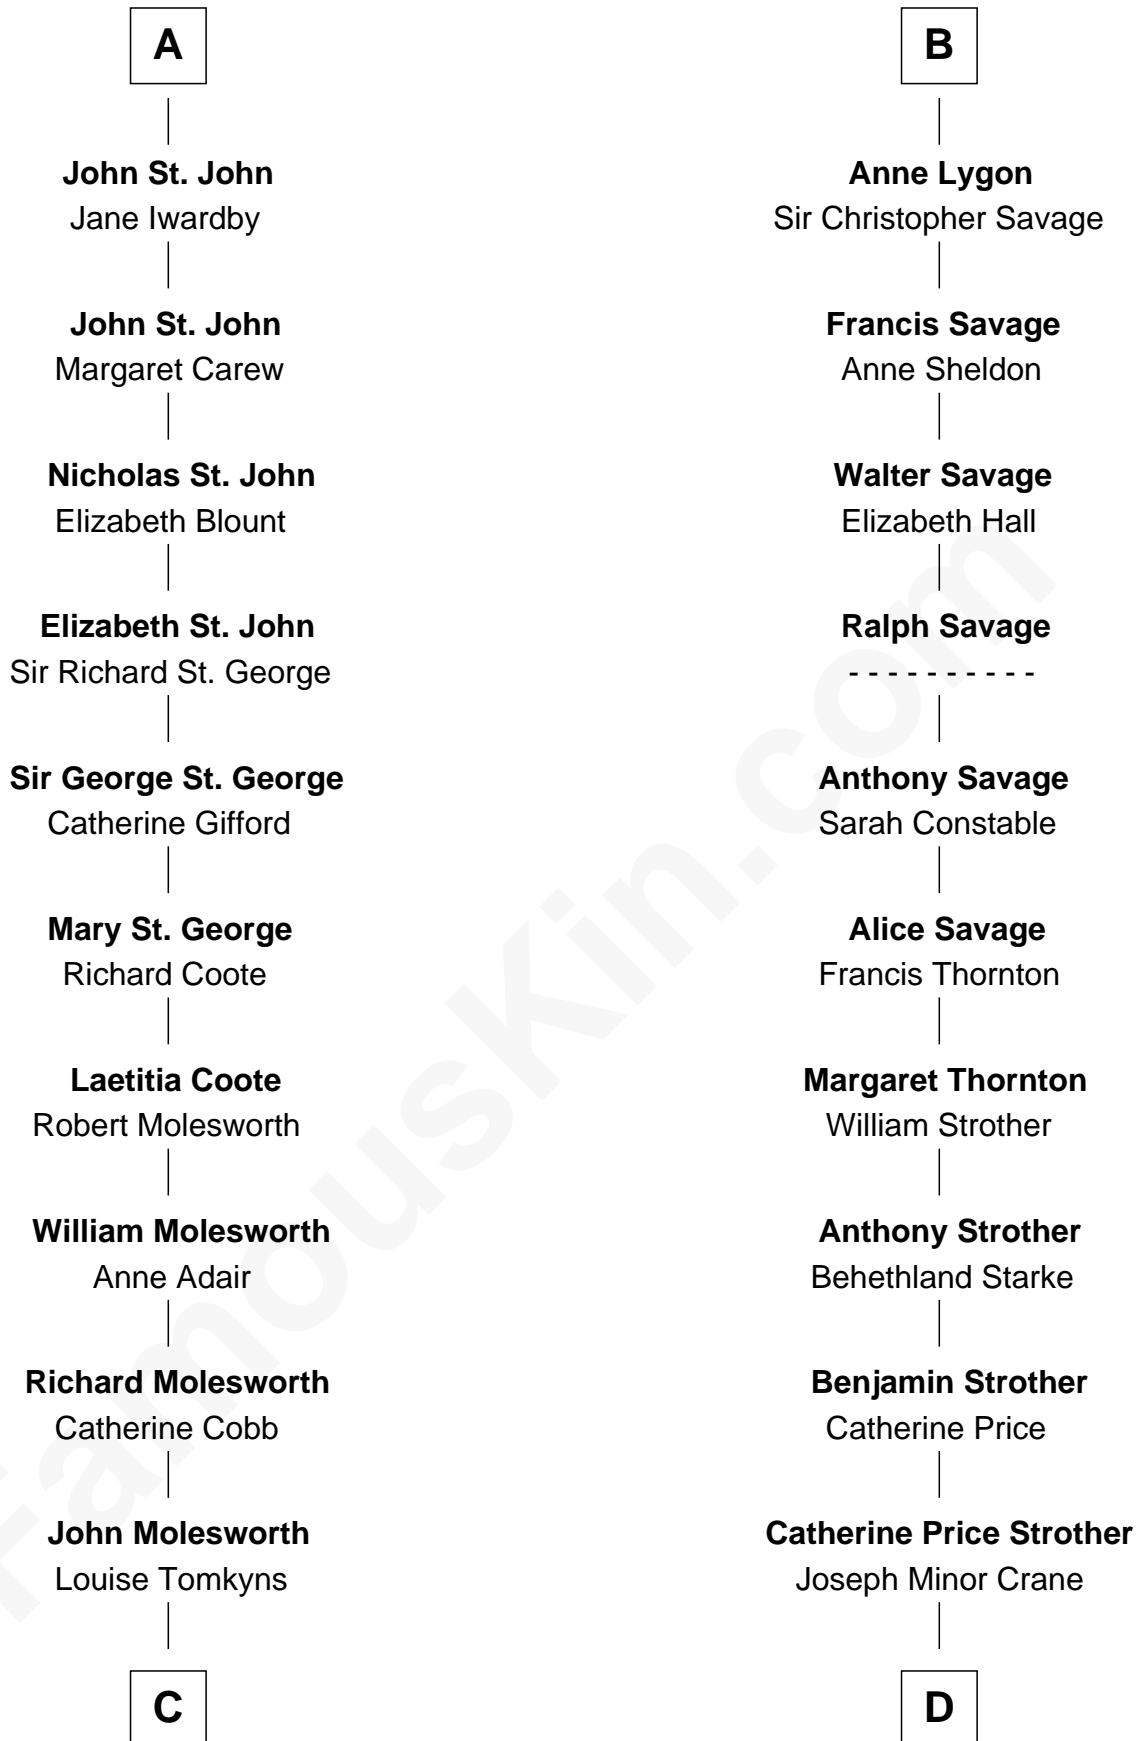 A
John St. John
Jane Iwardby
John St. John
Margaret Carew
Nicholas St. John
Elizabeth Blount
Elizabeth St. John
Sir Richard St. George
Sir George St. George
Catherine Gifford
Mary St. George
Richard Coote
Laetitia Coote
Robert Molesworth
William Molesworth
Anne Adair
Richard Molesworth
Catherine Cobb
John Molesworth
Louise Tomkyns
C
B
Anne Lygon
Sir Christopher Savage
Francis Savage
Anne Sheldon
Walter Savage
Elizabeth Hall
Ralph Savage
- - - - - - - - - -
Anthony Savage
Sarah Constable
Alice Savage
Francis Thornton
Margaret Thornton
William Strother
Anthony Strother
Behethland Starke
Benjamin Strother
Catherine Price
Catherine Price Strother
Joseph Minor Crane
D
FamousKin.com